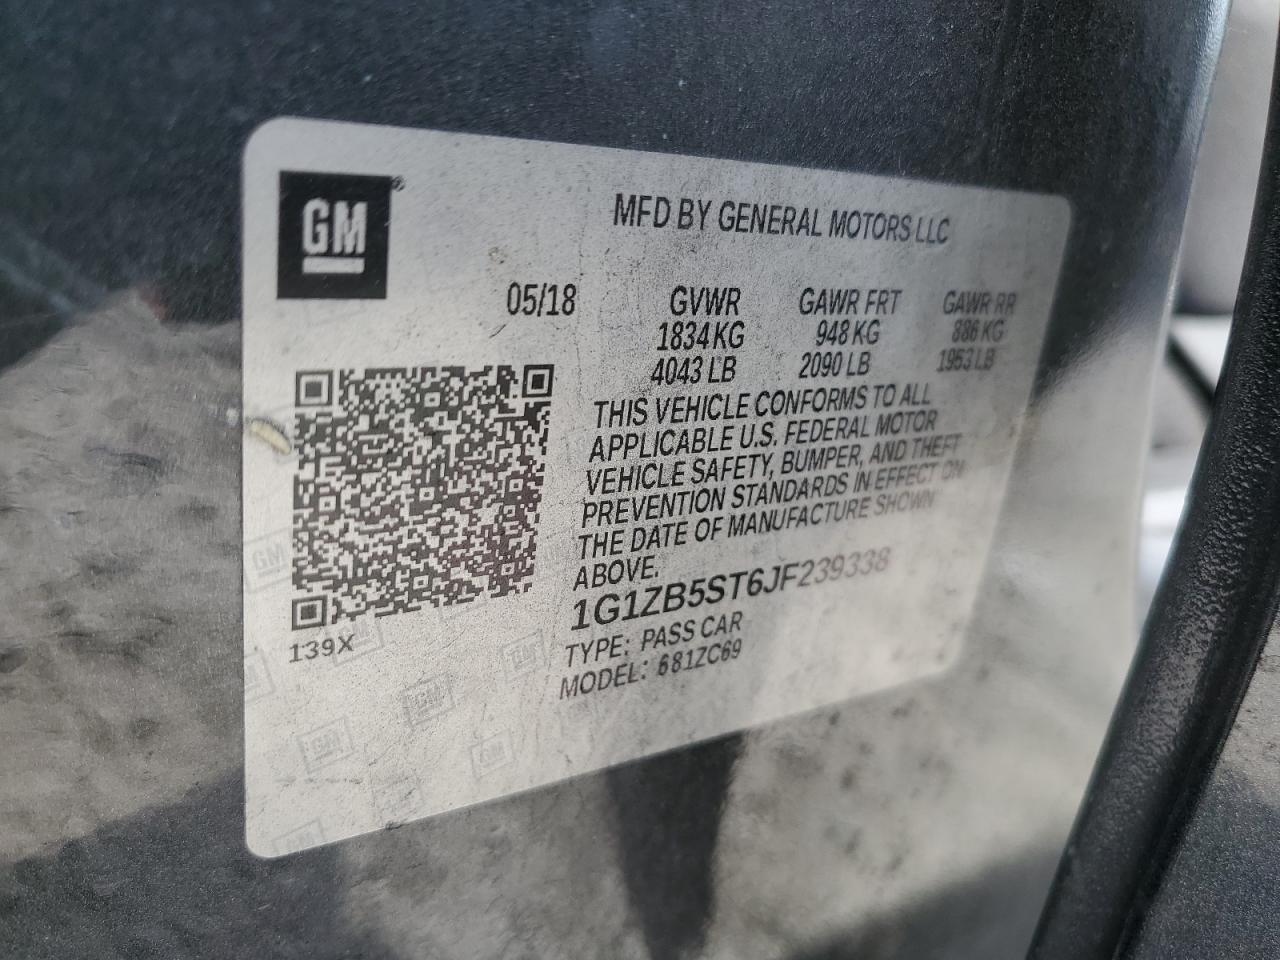 GM
MFD BY GENERAL MOTORS LLC
05/18 GVWR GAWR FRT GAWR RR
1834 KG 948 KG 886 KG
4043 LB 2090 LB 1953 LB
THIS VEHICLE CONFORMS TO ALL
APPLICABLE U.S. FEDERAL MOTOR
VEHICLE SAFETY, BUMPER, AND THEFT
PREVENTION STANDARDS IN EFFECT ON
THE DATE OF MANUFACTURE SHOWN
ABOVE.
1G1ZB5ST6JF239338
TYPE: PASS CAR
MODEL: 681ZC69
139X